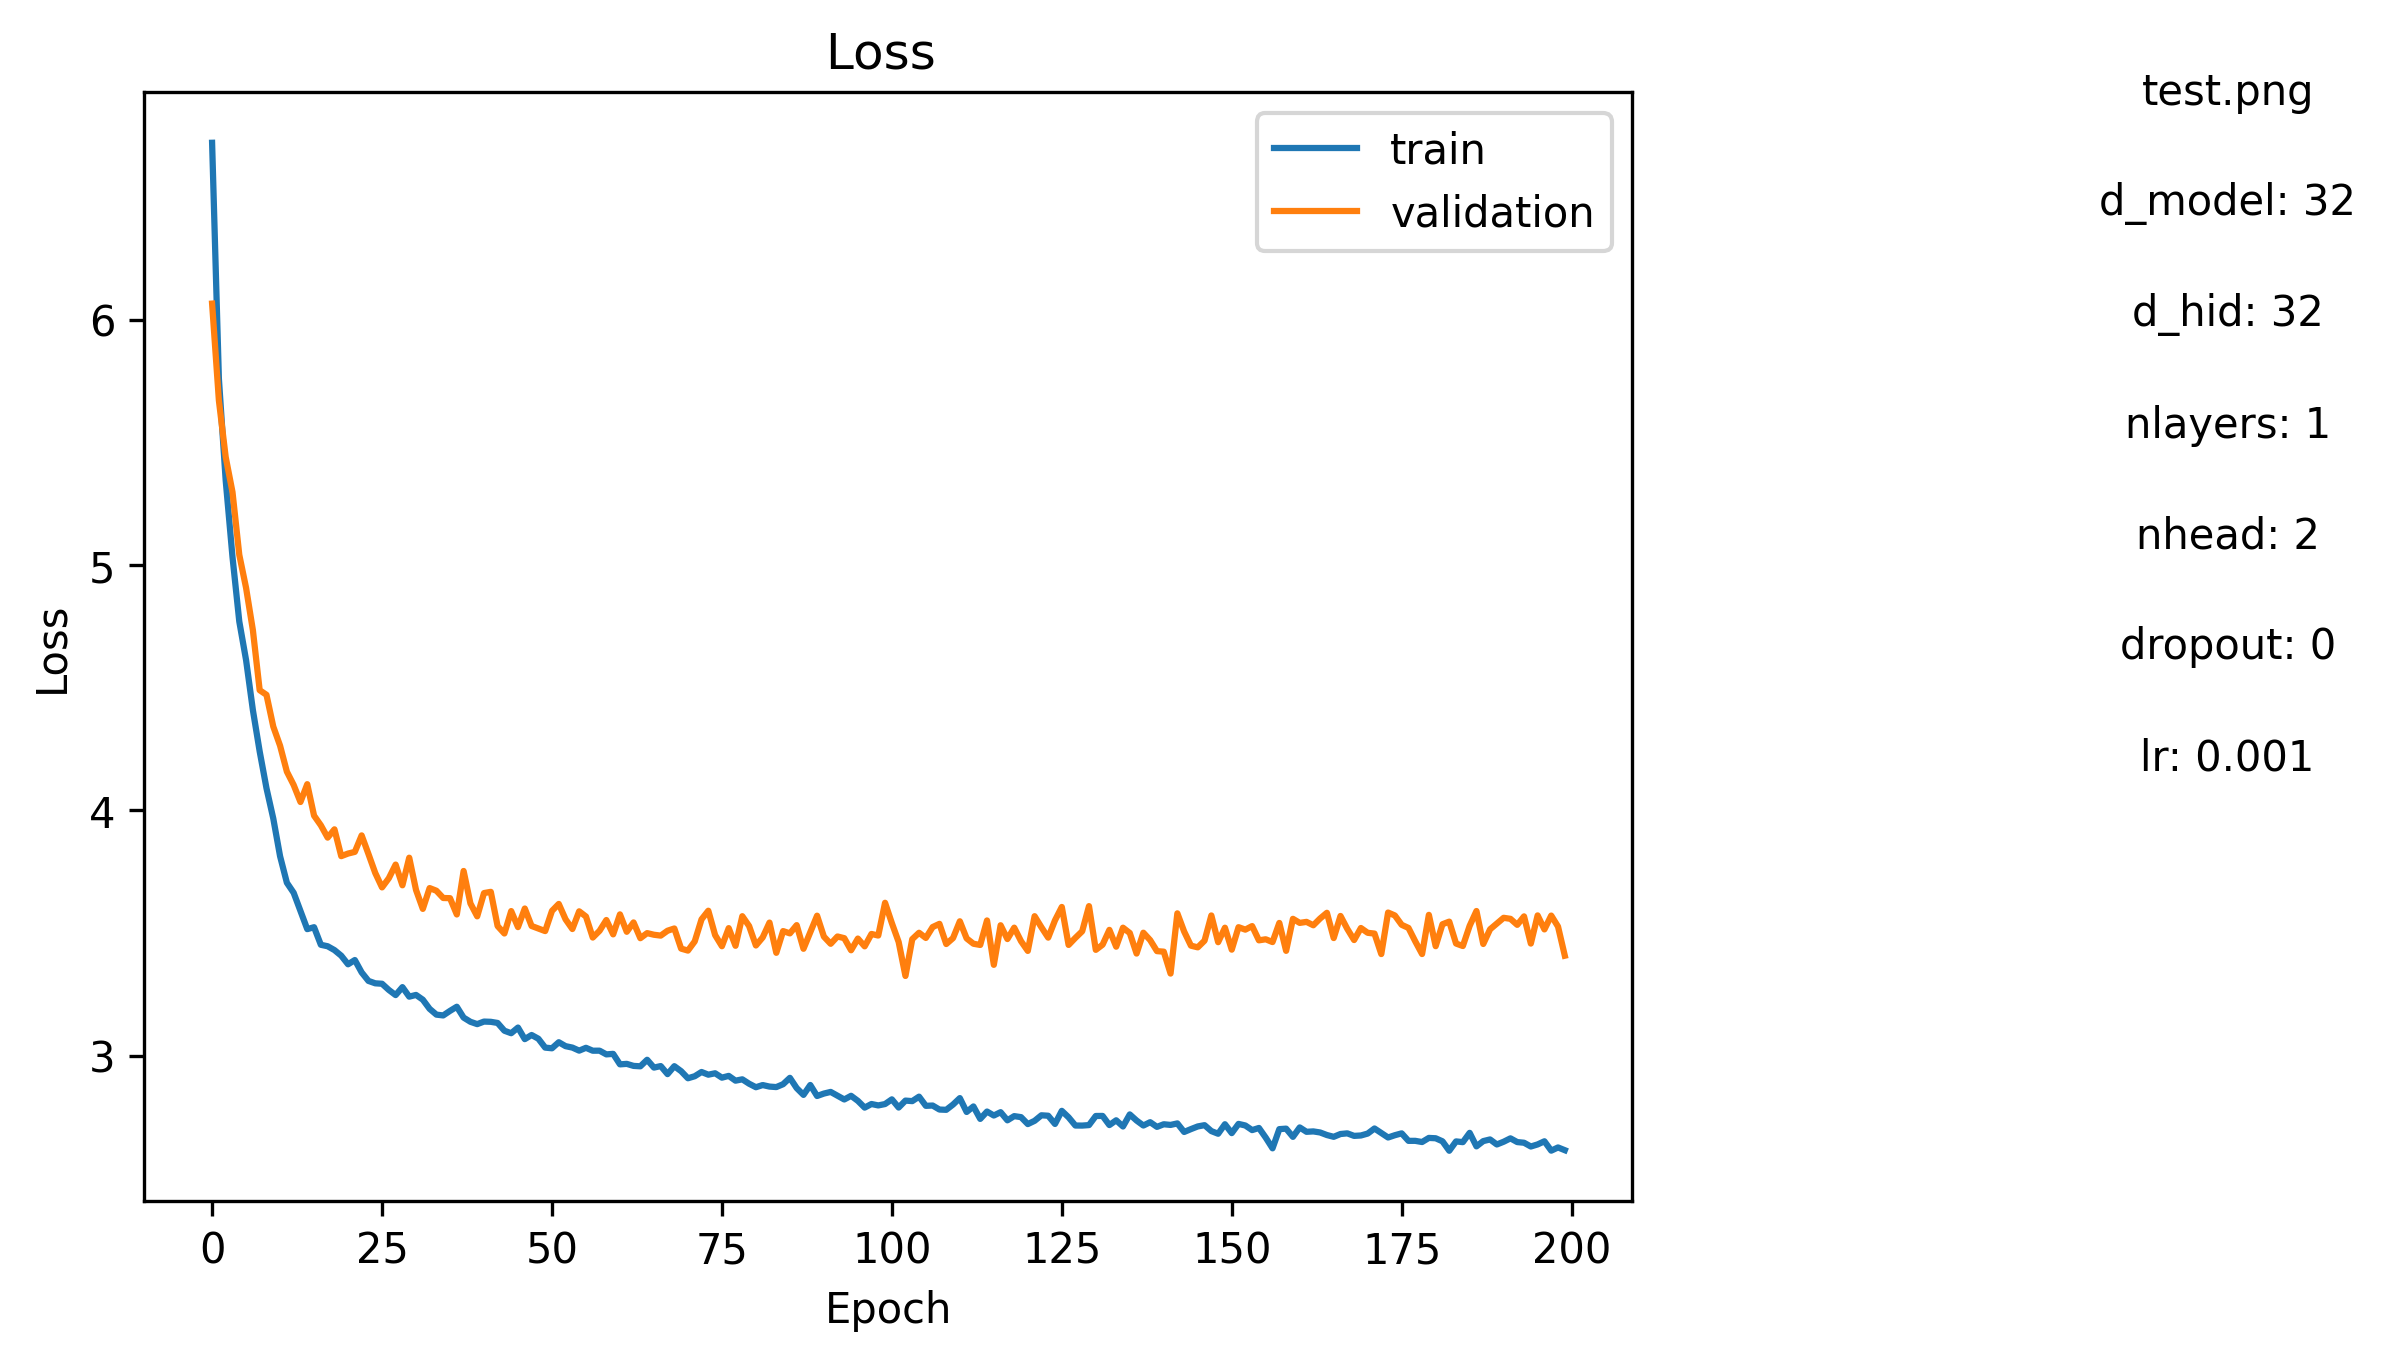 Loss
train
validation
6
5
4
3
Loss
0 25 50 75 100 125 150 175 200
Epoch
test.png
d_model: 32
d_hid: 32
nlayers: 1
nhead: 2
dropout: 0
lr: 0.001